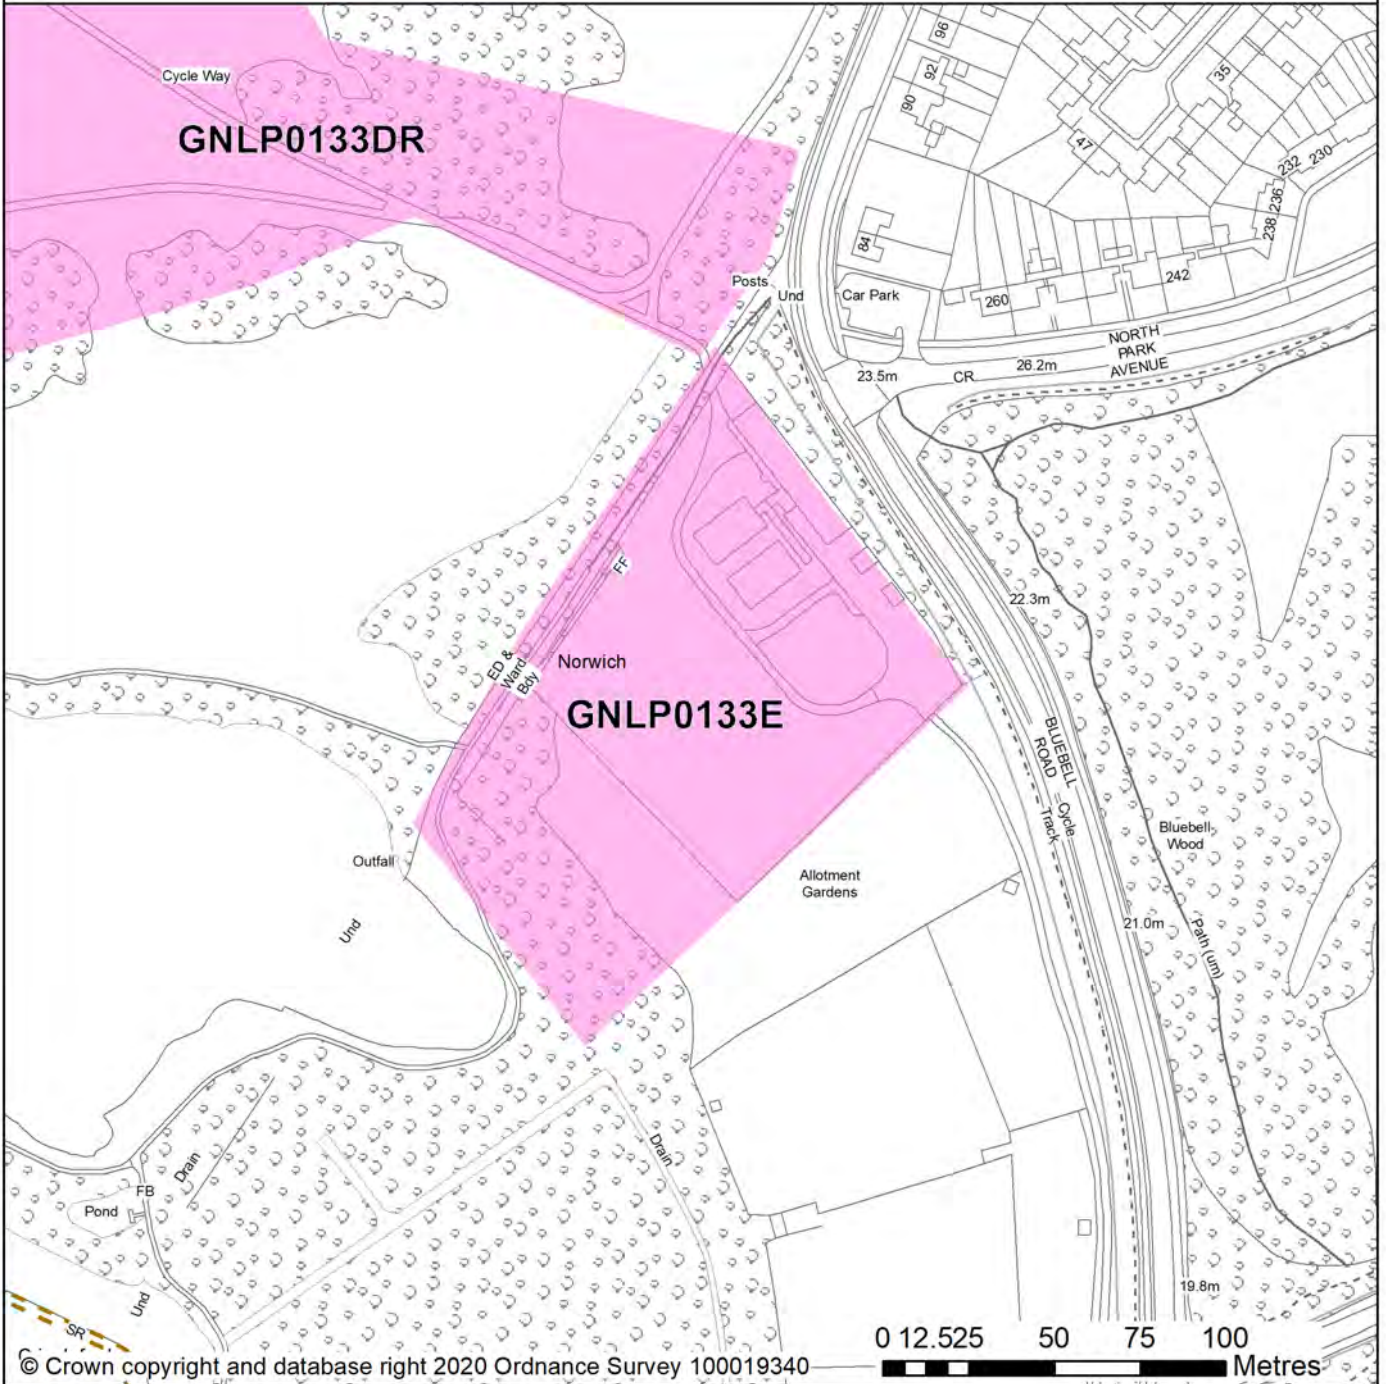 96
92
90
35
47
Cycle Way
GNLP0133DR
232
230
236
238
84
242
260
Posts
Und
Car Park
NORTH
PARK
AVENUE
26.2m
CR
23.5m
FF
22.3m
ED &
Ward
Bdy
Norwich
GNLP0133E
BLUEBELL
ROAD
Cycle
Track
Bluebell
Wood
Outfall
Allotment
Gardens
Und
21.0m
Path (um)
Drain
Drain
FB
Pond
Und
19.8m
SR
0 12.525 50 75 100
Metres
© Crown copyright and database right 2020 Ordnance Survey 100019340